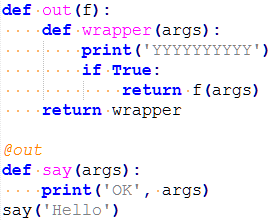 def out(f):
    def wrapper(args):
        print('YYYYYYYYYY')
        if True:
            return f(args)
    return wrapper

@out
def say(args):
    print('OK', args)
say('Hello')